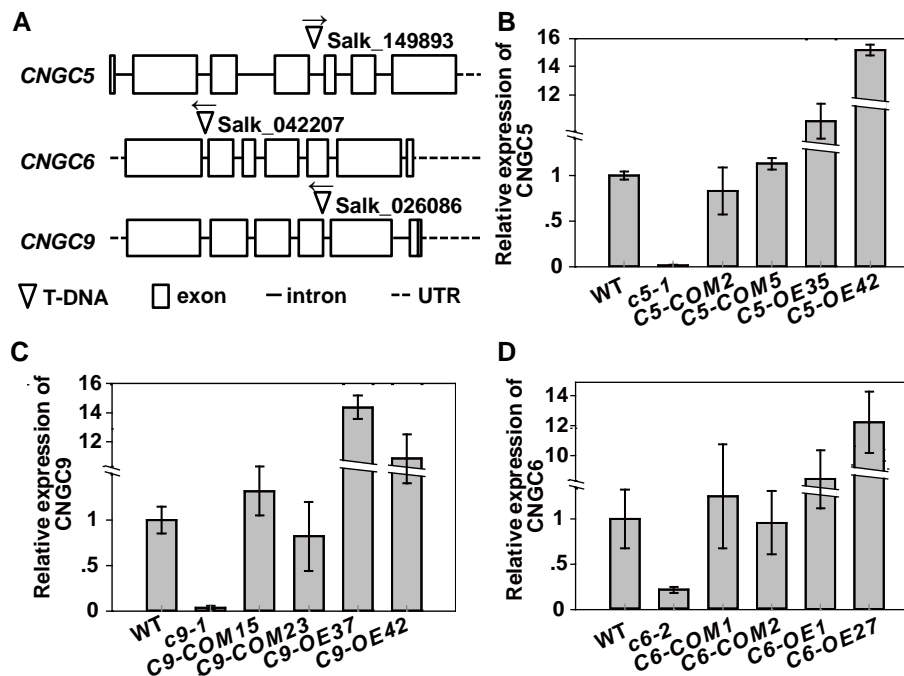 A
Salk_149893
CNGC5
Salk_042207
CNGC6
Salk_026086
CNGC9
T-DNA exon intron UTR
B
Relative expression of
CNGC5
16
14
12
1
.5
0
WT
c5-1
C5-COM2
C5-COM5
C5-OE35
C5-OE42
C
Relative expression of
CNGC9
16
14
12
1
.5
0
WT
c9-1
C9-COM15
C9-COM23
C9-OE37
C9-OE42
D
Relative expression of
CNGC6
14
12
10
1
.5
0
WT
c6-2
C6-COM1
C6-COM2
C6-OE1
C6-OE27